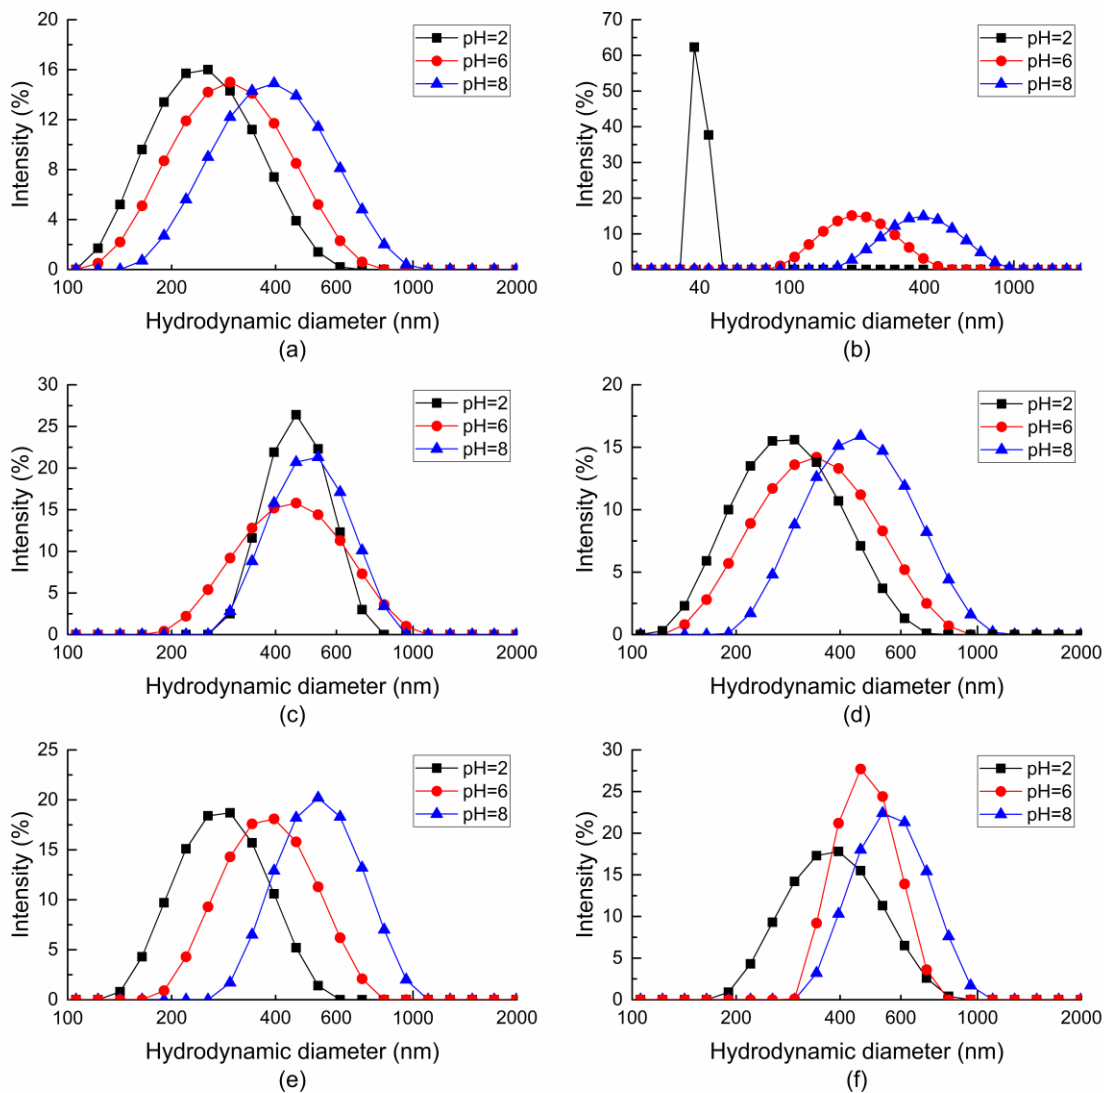 20
16
12
8
4
0
Intensity (%)
pH=2
pH=6
pH=8
100 200 400 1000 2000
Hydrodynamic diameter (nm)
(a)
70
60
50
40
30
20
10
0
Intensity (%)
pH=2
pH=6
pH=8
40 100 400 1000
Hydrodynamic diameter (nm)
(b)
30
25
20
15
10
5
0
Intensity (%)
pH=2
pH=6
pH=8
100 200 400 600 1000 2000
Hydrodynamic diameter (nm)
(c)
20
15
10
5
0
Intensity (%)
pH=2
pH=6
pH=8
100 200 400 600 1000 2000
Hydrodynamic diameter (nm)
(d)
25
20
15
10
5
0
Intensity (%)
pH=2
pH=6
pH=8
100 200 400 600 1000 2000
Hydrodynamic diameter (nm)
(e)
30
25
20
15
10
5
0
Intensity (%)
pH=2
pH=6
pH=8
100 200 400 600 1000 2000
Hydrodynamic diameter (nm)
(f)